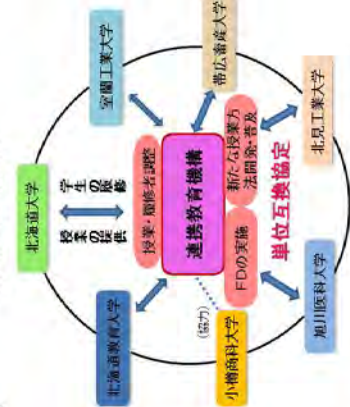 北海道大学
授業の提供
学生の履修
北海道教育大学
室蘭工業大学
授業・履修者調整
連携教育機構
帯広畜産大学
(協力)
小樽商科大学
FDの実施
新たな授業方
法開発・普及
単位互換協定
旭川医科大学
北見工業大学